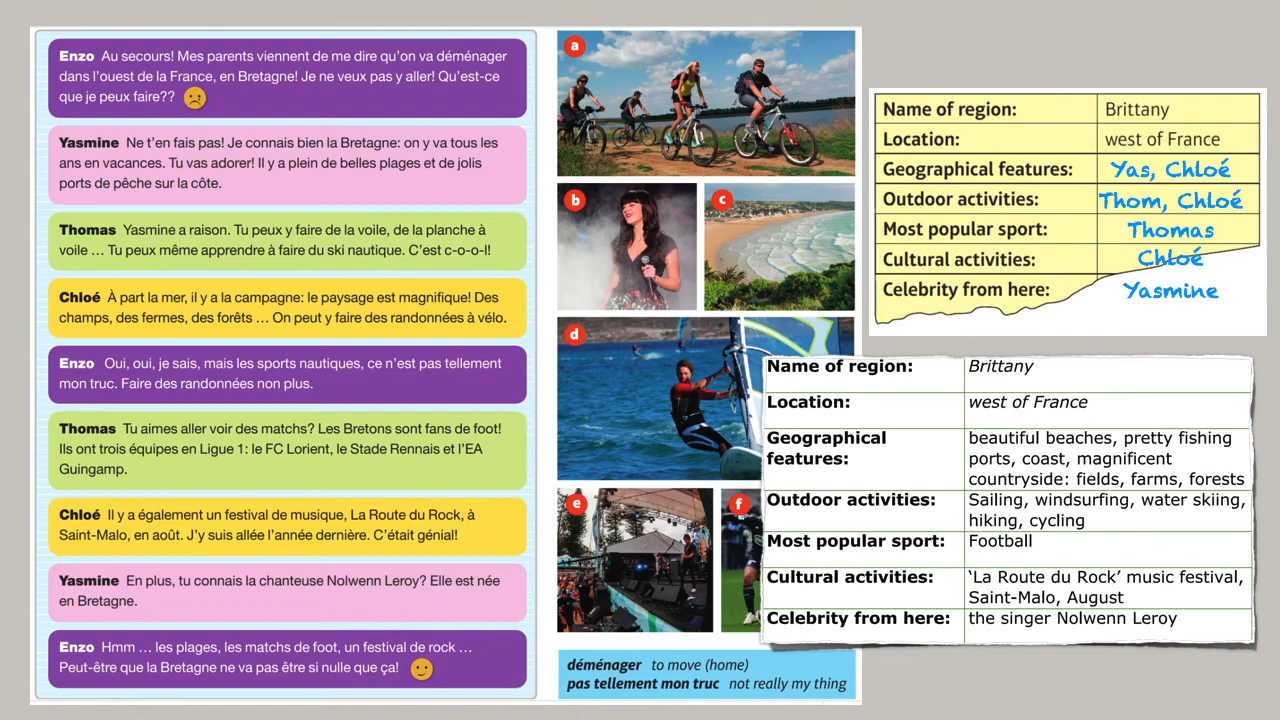 Enzo Au secours! Mes parents viennent de me dire qu'on va déménager
dans l'ouest de la France, en Bretagne! Je ne veux pas y aller! Qu'est-ce
que je peux faire??
Yasmine Ne t'en fais pas! Je connais bien la Bretagne: on y va tous les
ans en vacances. Tu vas adorer! Il y a plein de belles plages et de jolis
ports de pêche sur la côte.
Thomas Yasmine a raison. Tu peux y faire de la voile, de la planche à
voile ... Tu peux même apprendre à faire du ski nautique. C'est c-o-o-l!
Chloé À part la mer, il y a la campagne: le paysage est magnifique! Des
champs, des fermes, des forêts ... On peut y faire des randonnées à vélo.
Enzo Oui, oui, je sais, mais les sports nautiques, ce n'est pas tellement
mon truc. Faire des randonnées non plus.
Thomas Tu aimes aller voir des matchs? Les Bretons sont fans de foot!
Ils ont trois équipes en Ligue 1: le FC Lorient, le Stade Rennais et l'EA
Guingamp.
Chloé Il y a également un festival de musique, La Route du Rock, à
Saint-Malo, en août. J'y suis allée l'année dernière. C'était génial!
Yasmine En plus, tu connais la chanteuse Nolwenn Leroy? Elle est née
en Bretagne.
Enzo Hmm ... les plages, les matchs de foot, un festival de rock ...
Peut-être que la Bretagne ne va pas être si nulle que ça!
a
b
c
d
e
f
déménager to move (home)
pas tellement mon truc not really my thing
Name of region: Brittany
Location: west of France
Geographical features: Yas, Chloé
Outdoor activities: Thom, Chloé
Most popular sport: Thomas
Cultural activities: Chloé
Celebrity from here: Yasmine
Name of region: Brittany
Location: west of France
Geographical features: beautiful beaches, pretty fishing
ports, coast, magnificent
countryside: fields, farms, forests
Outdoor activities: Sailing, windsurfing, water skiing,
hiking, cycling
Most popular sport: Football
Cultural activities: 'La Route du Rock' music festival,
Saint-Malo, August
Celebrity from here: the singer Nolwenn Leroy